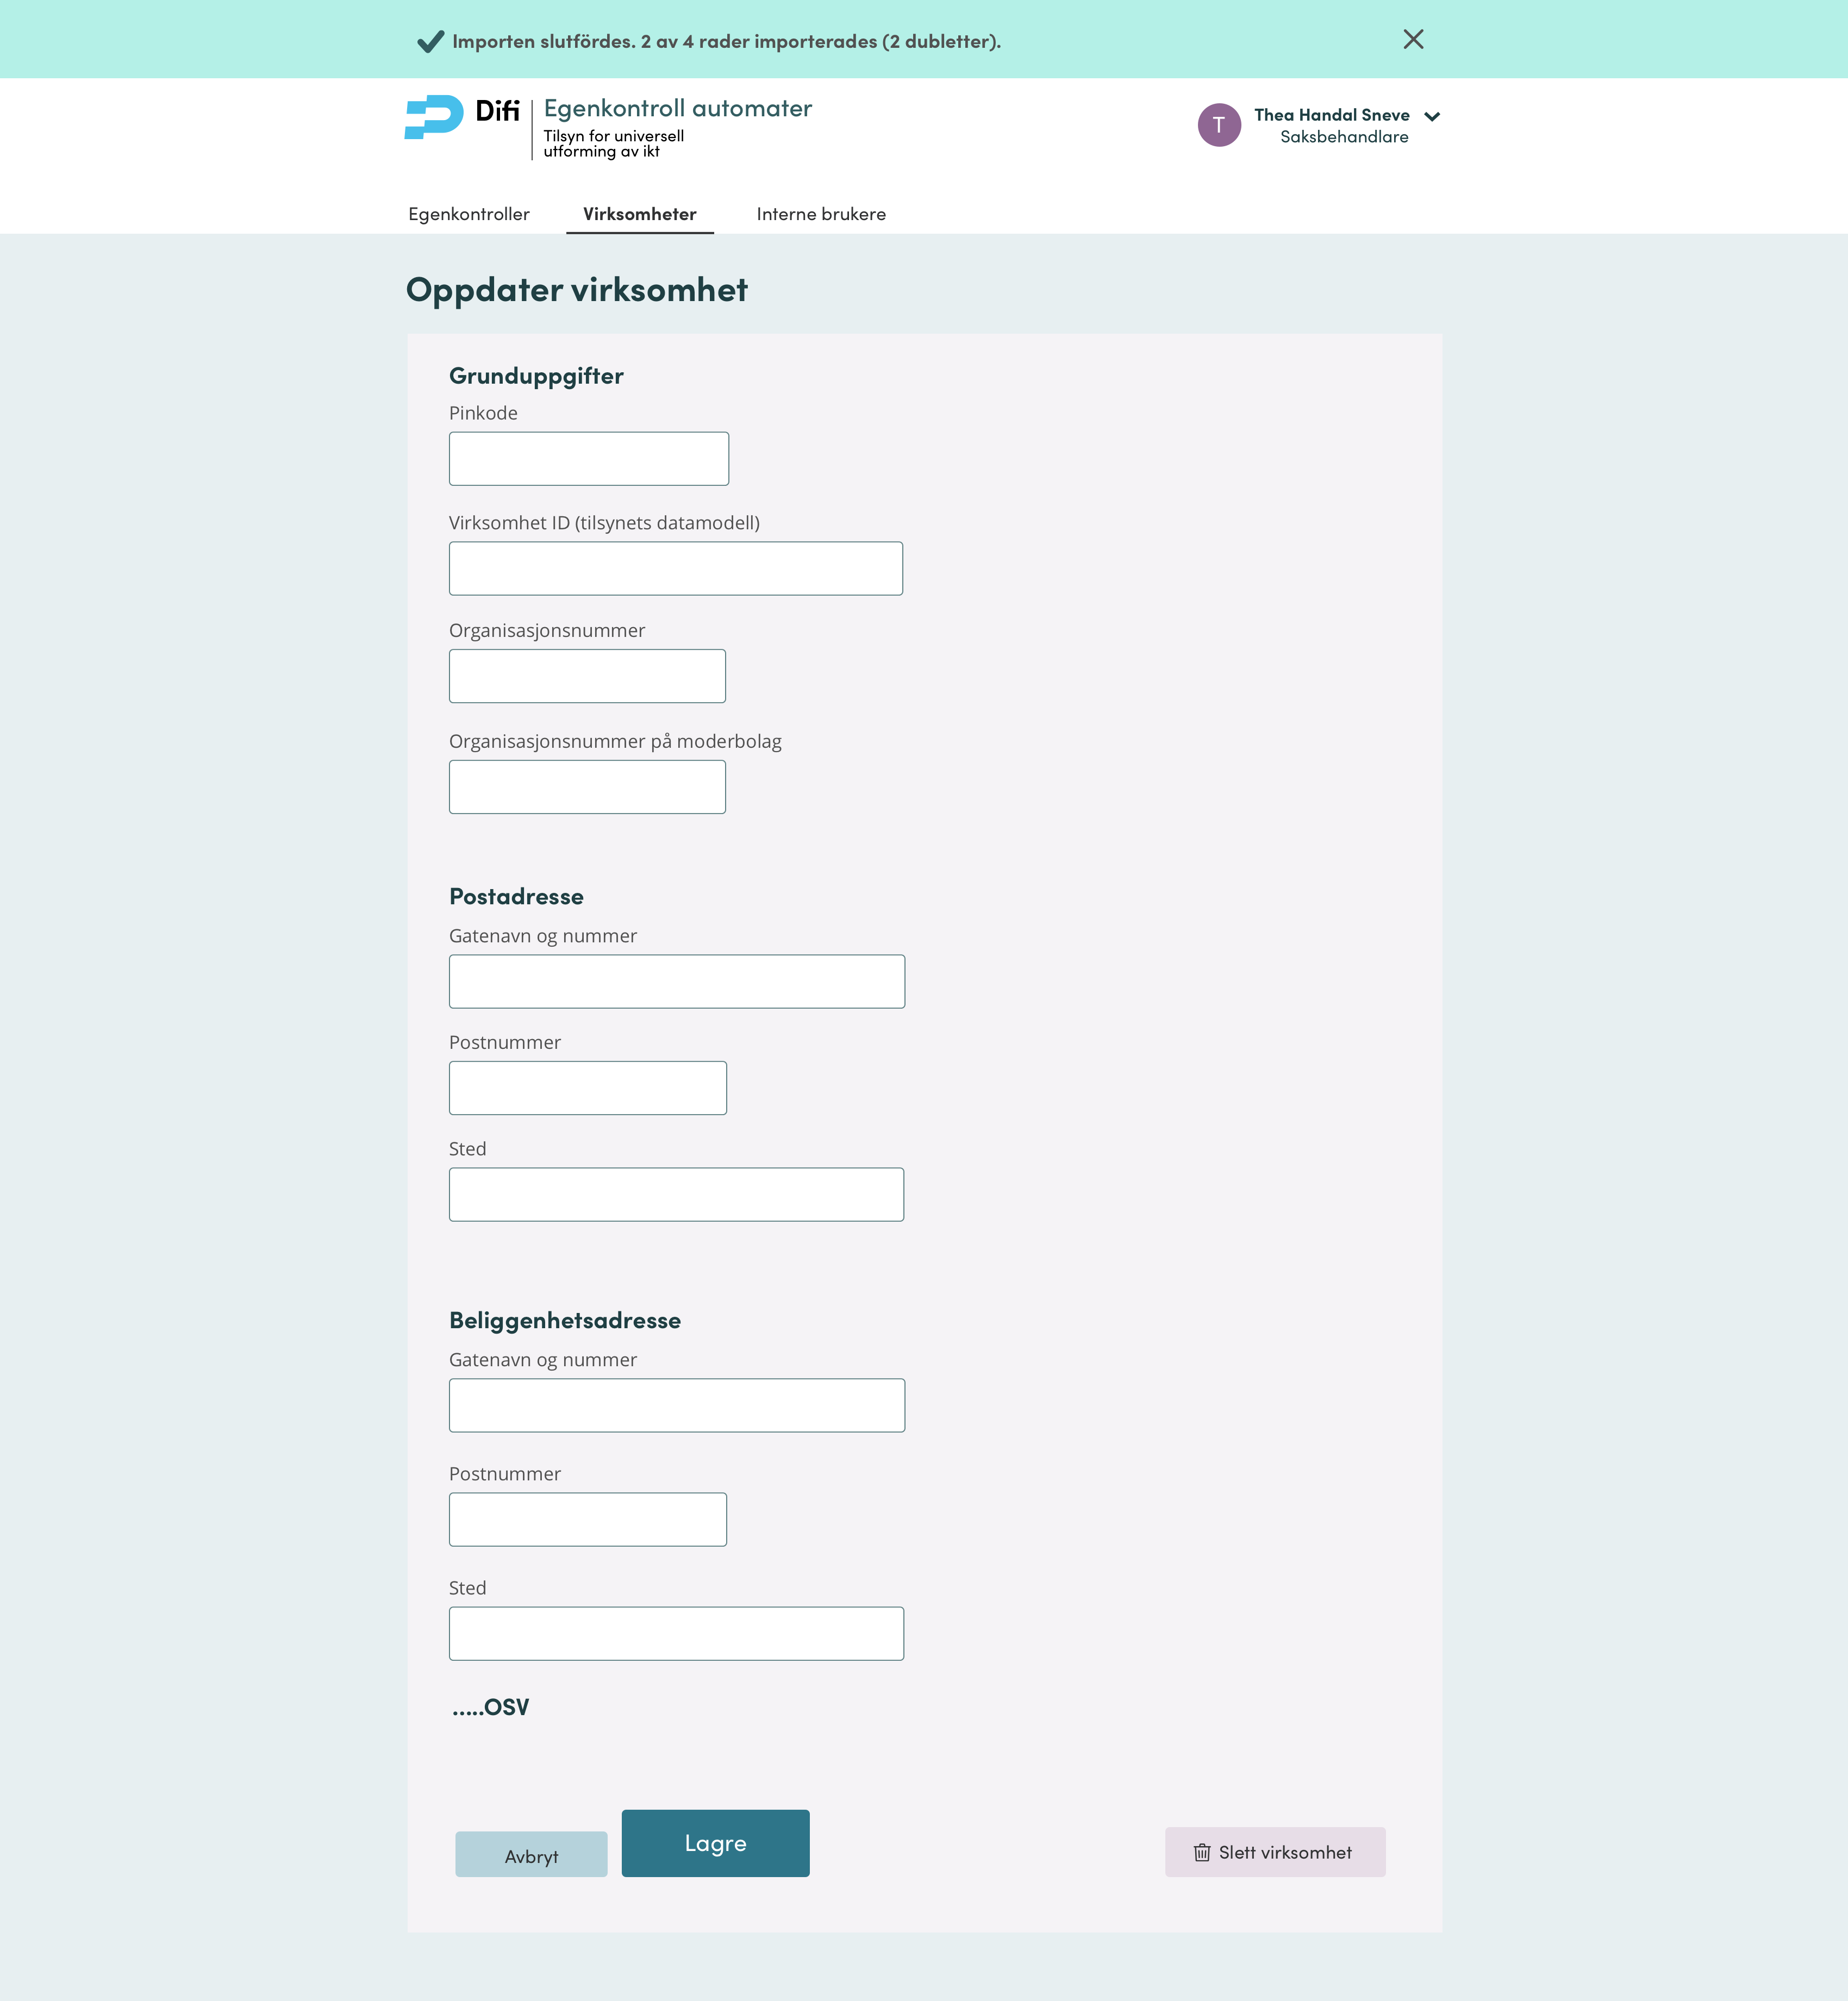 Importen slutfördes. 2 av 4 rader importerades (2 dubletter).
Difi
Egenkontroll automater
Tilsyn for universell
utforming av ikt
T
Thea Handal Sneve
Saksbehandlare
Egenkontroller
Virksomheter
Interne brukere
Oppdater virksomhet
Grunduppgifter
Pinkode
Virksomhet ID (tilsynets datamodell)
Organisasjonsnummer
Organisasjonsnummer på moderbolag
Postadresse
Gatenavn og nummer
Postnummer
Sted
Beliggenhetsadresse
Gatenavn og nummer
Postnummer
Sted
.....OSV
Avbryt
Lagre
Slett virksomhet